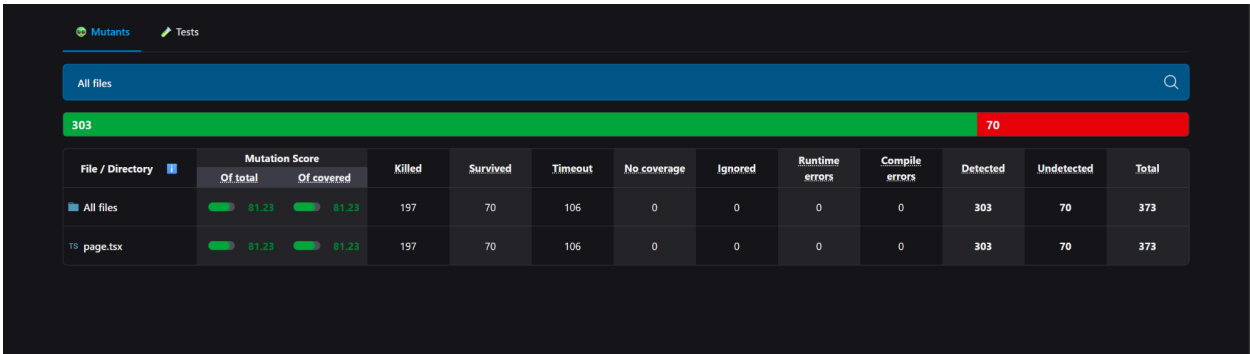 Mutants Tests
All files
303 70
File / Directory Mutation Score Killed Survived Timeout No coverage Ignored Runtime errors Compile errors Detected Undetected Total
Of total Of covered
All files 81.23 81.23 197 70 106 0 0 0 0 303 70 373
TS page.tsx 81.23 81.23 197 70 106 0 0 0 0 303 70 373